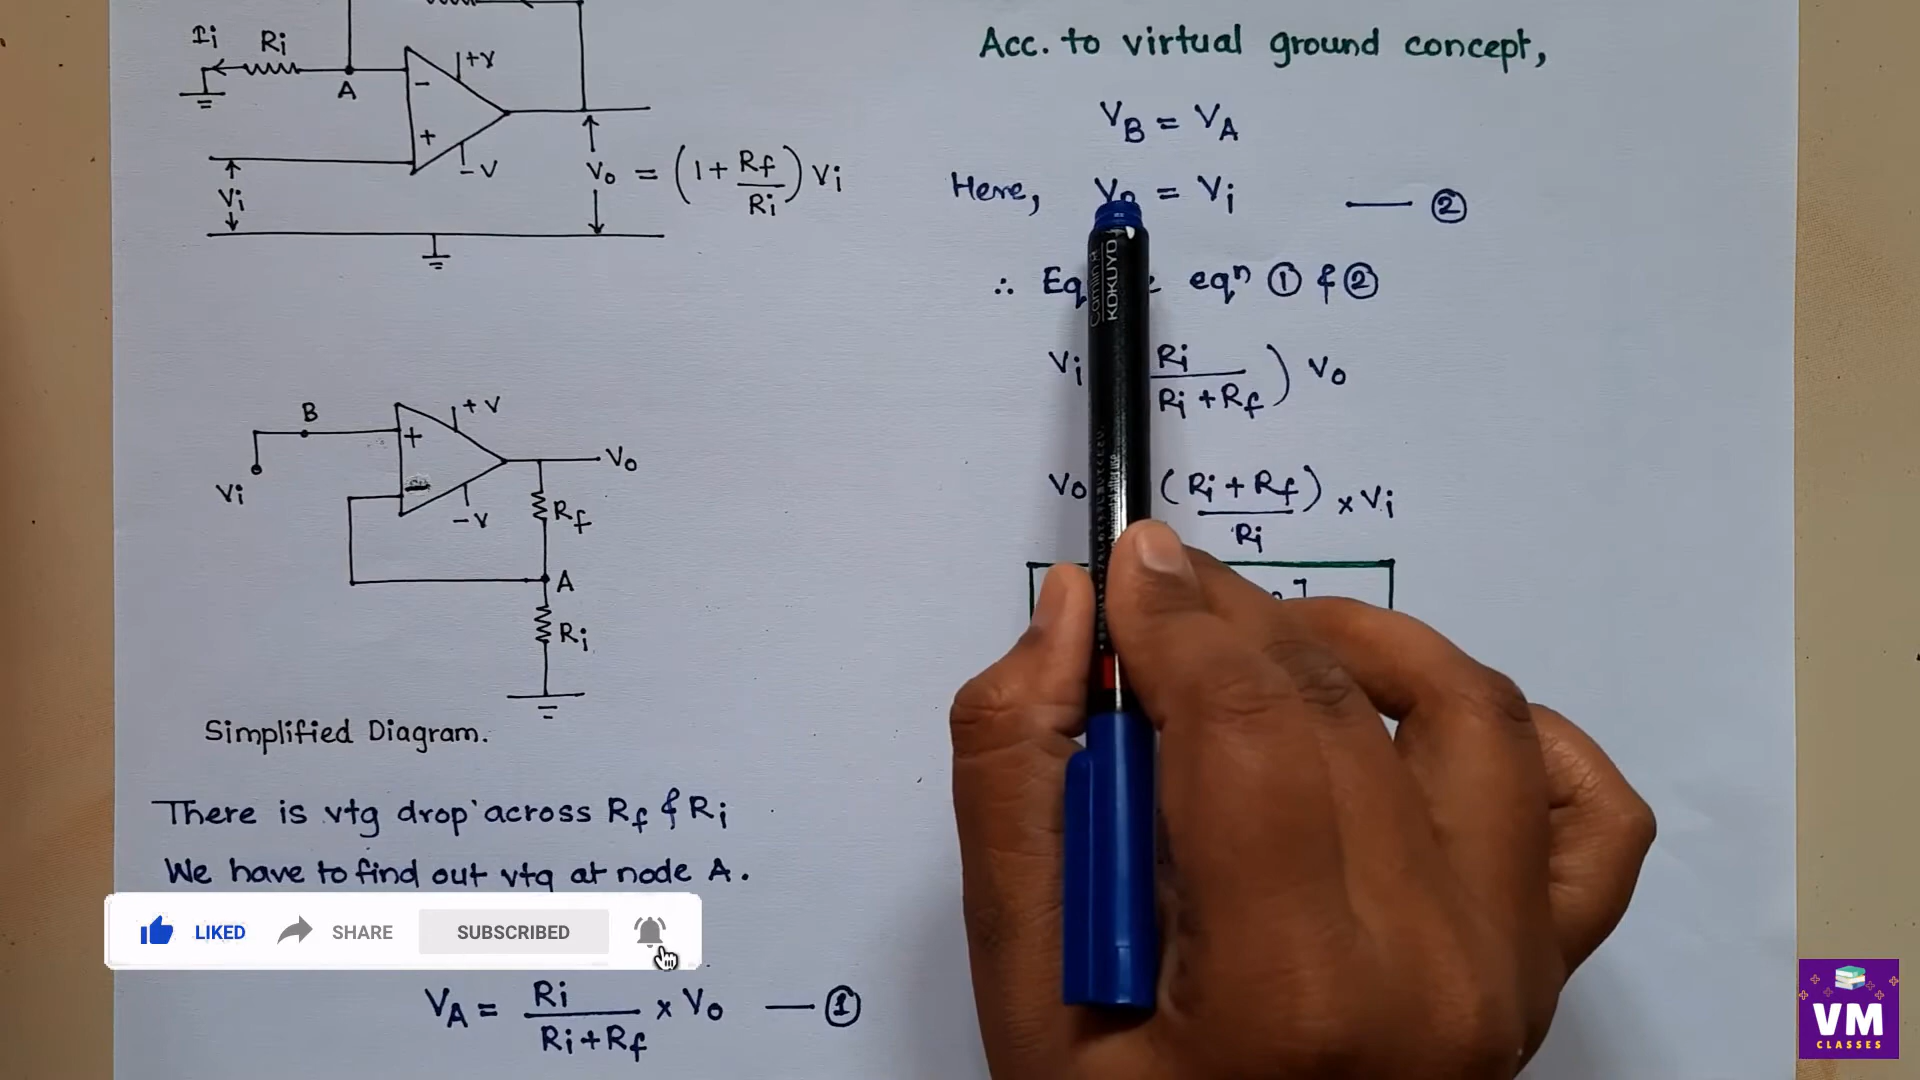 Ii
Ri
A
+V
-
+
-V
Vi
Vo = (1 + Rf / Ri) Vi
B
+V
+
-
-V
Vi
Vo
Rf
A
Ri
Simplified Diagram.
There is vtg drop across Rf & Ri
We have to find out vtg at node A.
LIKED SHARE SUBSCRIBED
VA = Ri / Ri+Rf × Vo — ①
Acc. to virtual ground concept,
VB = VA
Here, Vo = Vi — ②
∴ eqn ① & ②
Vi Ri / Ri + Rf ) Vo
Vo (Ri + Rf) / Ri × Vi
Camlin
KOKUYO
VM
CLASSES